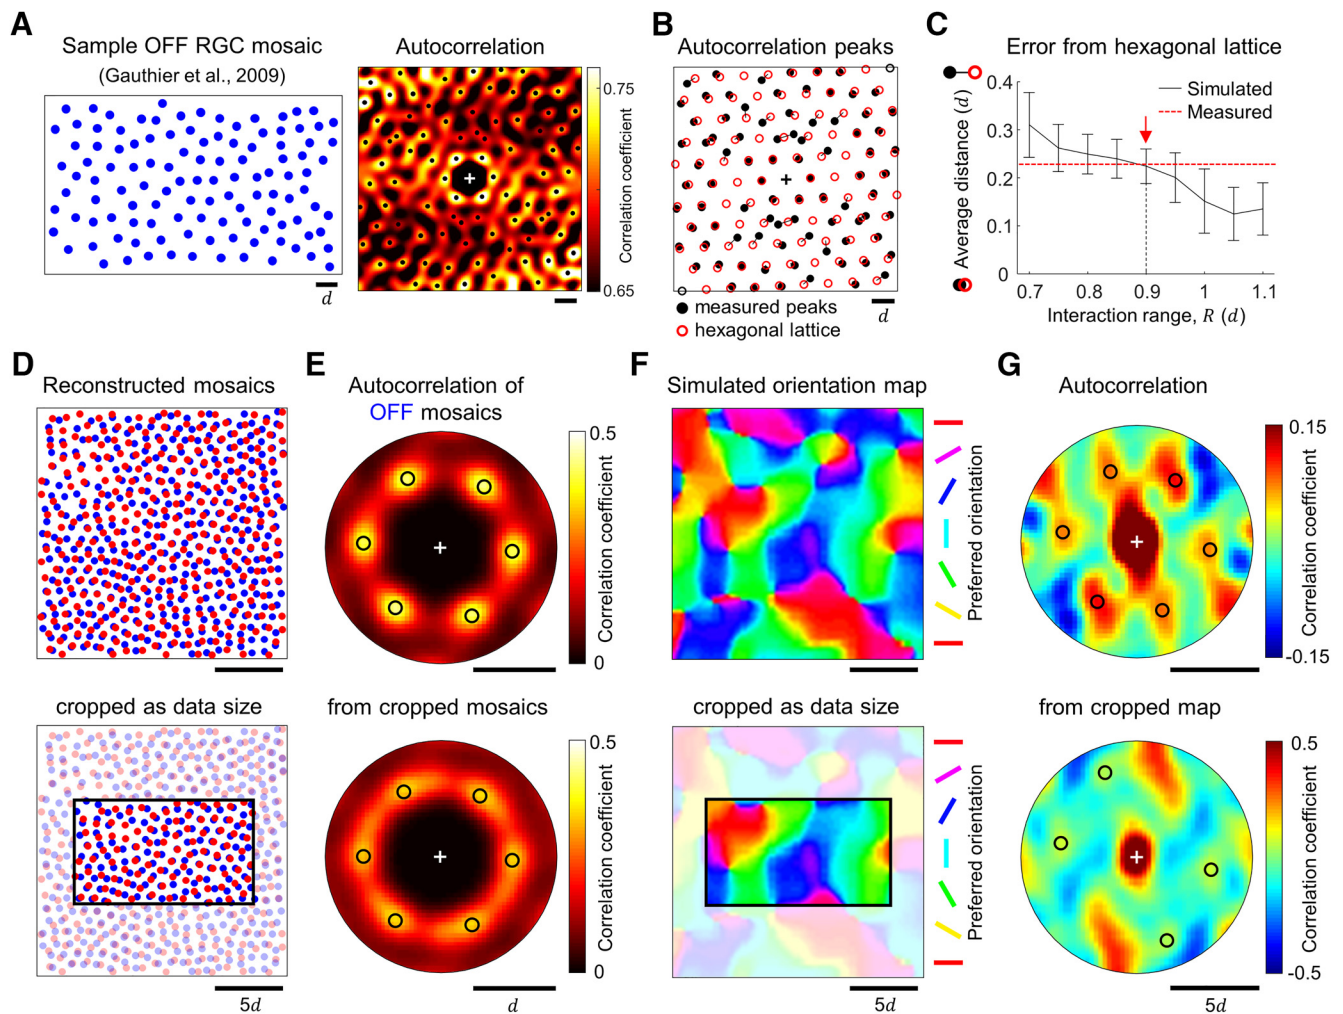 A
Sample OFF RGC mosaic
(Gauthier et al., 2009)
d
Autocorrelation
0.75
Correlation coefficient
0.65
B
Autocorrelation peaks
d
measured peaks
hexagonal lattice
C
Error from hexagonal lattice
Average distance (d)
0.4
0.3
0.2
0.1
0
Simulated
Measured
0.7 0.8 0.9 1 1.1
Interaction range, R (d)
D
Reconstructed mosaics
cropped as data size
5d
E
Autocorrelation of
OFF mosaics
0.5
Correlation coefficient
0
from cropped mosaics
0.5
Correlation coefficient
0
d
F
Simulated orientation map
Preferred orientation
cropped as data size
Preferred orientation
5d
G
Autocorrelation
0.15
Correlation coefficient
-0.15
from cropped map
0.5
Correlation coefficient
-0.5
5d